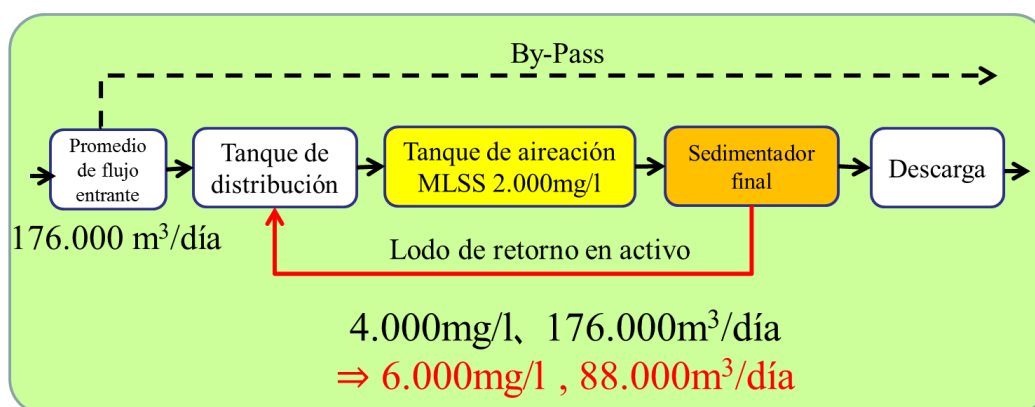 By-Pass
Promedio
de flujo
entrante
Tanque de
distribución
Tanque de aireación
MLSS 2.000mg/l
Sedimentador
final
Descarga
176.000 m³/día
Lodo de retorno en activo
4.000mg/l、176.000m³/día
⇒ 6.000mg/l , 88.000m³/día